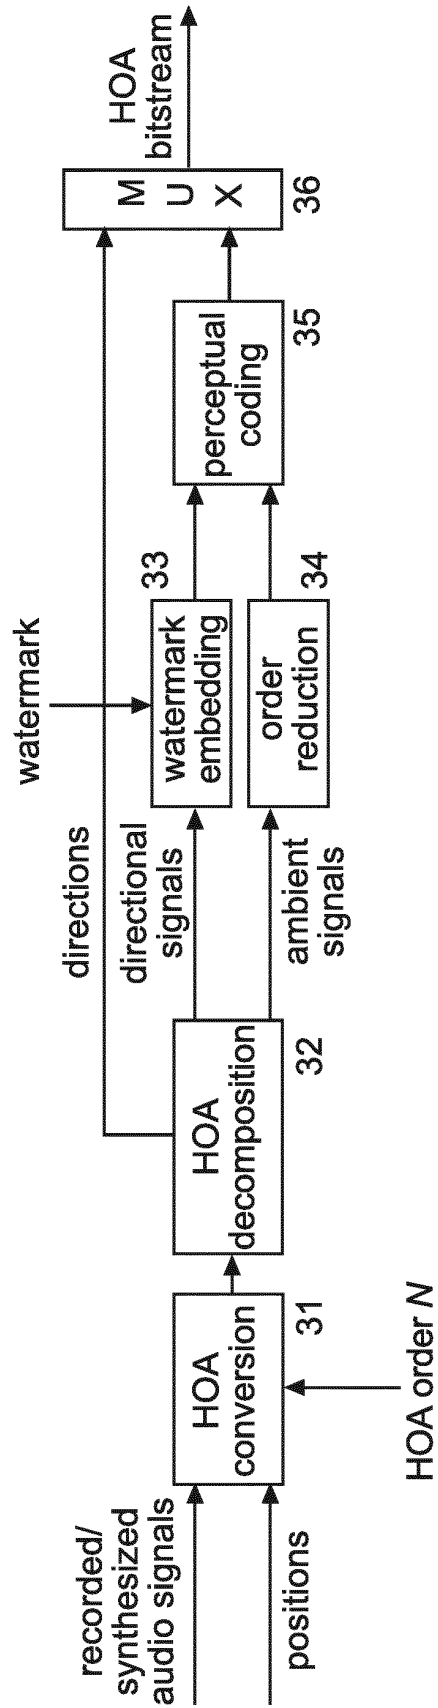 recorded/
synthesized
audio signals
positions
HOA
conversion
31
HOA order N
HOA
decomposition
32
directions
directional
signals
ambient
signals
watermark
watermark
embedding
33
order
reduction
34
perceptual
coding
35
M
U
X
36
HOA
bitstream